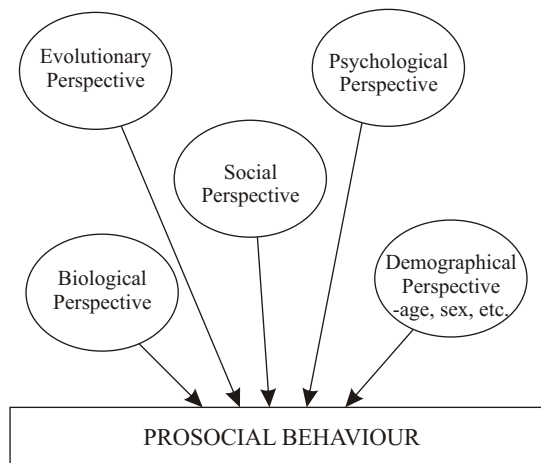 Evolutionary
Perspective
Psychological
Perspective
Social
Perspective
Biological
Perspective
Demographical
Perspective
-age, sex, etc.
PROSOCIAL BEHAVIOUR